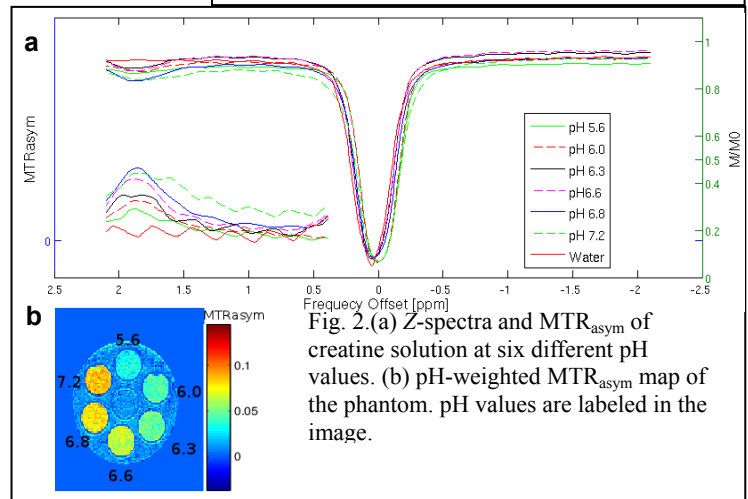 a
MTRasym
0
1
0.9
0.8
0.6
0.5
0.4
0.2
0
M/M0
pH 5.6
pH 6.0
pH 6.3
pH6.6
pH 6.8
pH 7.2
Water
2.5
2
1.5
1
0.5
0
-0.5
-1
-1.5
-2
-2.5
Frequecy Offset [ppm]
b
MTRasym
0.1
0.05
0
5.6
6.0
6.3
6.6
6.8
7.2
Fig. 2.(a) Z-spectra and MTRasym of
creatine solution at six different pH
values. (b) pH-weighted MTRasym map of
the phantom. pH values are labeled in the
image.